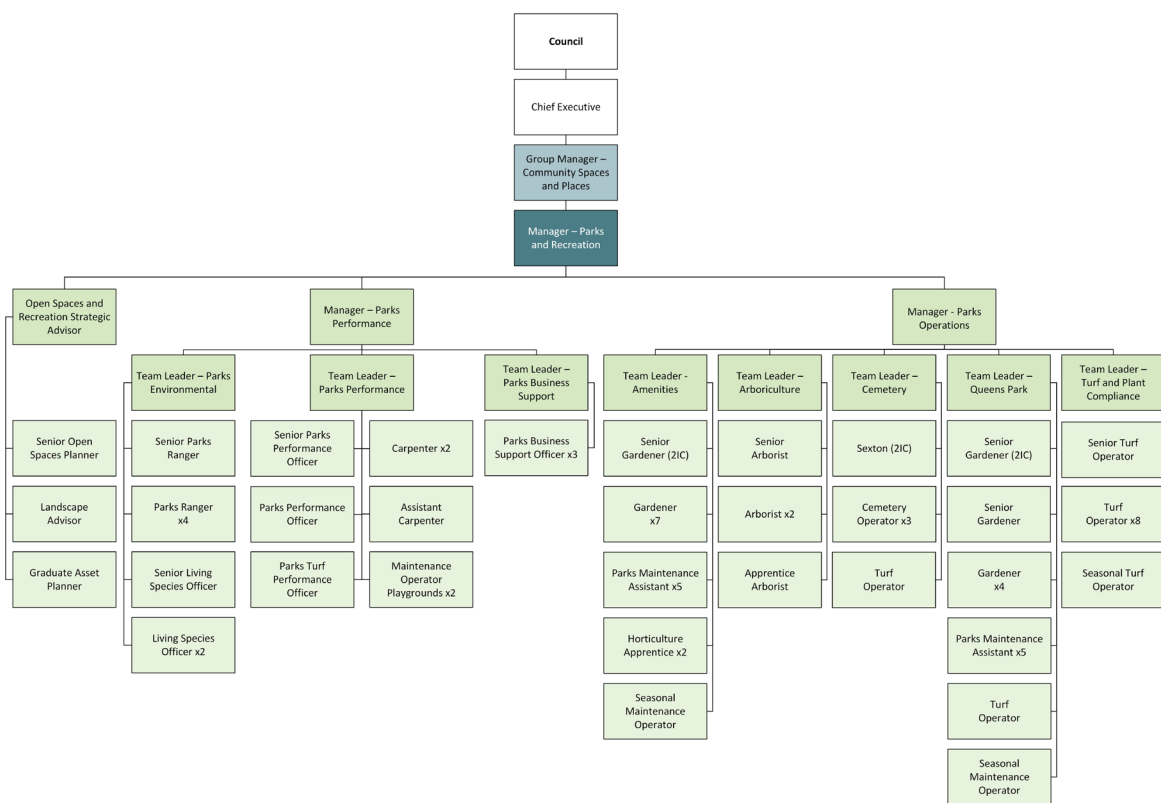 Council
Chief Executive
Group Manager –
Community Spaces
and Places
Manager – Parks
and Recreation
Open Spaces and
Recreation Strategic
Advisor
Manager – Parks
Performance
Manager - Parks
Operations
Team Leader – Parks
Environmental
Team Leader –
Parks Performance
Team Leader –
Parks Business
Support
Team Leader -
Amenities
Team Leader –
Arboriculture
Team Leader –
Cemetery
Team Leader –
Queens Park
Team Leader –
Turf and Plant
Compliance
Senior Open
Spaces Planner
Landscape
Advisor
Graduate Asset
Planner
Senior Parks
Ranger
Parks Ranger
x4
Senior Living
Species Officer
Living Species
Officer x2
Senior Parks
Performance
Officer
Parks Performance
Officer
Parks Turf
Performance
Officer
Carpenter x2
Assistant
Carpenter
Maintenance
Operator
Playgrounds x2
Parks Business
Support Officer x3
Senior
Gardener (2IC)
Gardener
x7
Parks Maintenance
Assistant x5
Horticulture
Apprentice x2
Seasonal
Maintenance
Operator
Senior
Arborist
Arborist x2
Apprentice
Arborist
Sexton (2IC)
Cemetery
Operator x3
Turf
Operator
Senior
Gardener (2IC)
Senior
Gardener
Gardener
x4
Parks Maintenance
Assistant x5
Turf
Operator
Seasonal
Maintenance
Operator
Senior Turf
Operator
Turf
Operator x8
Seasonal Turf
Operator